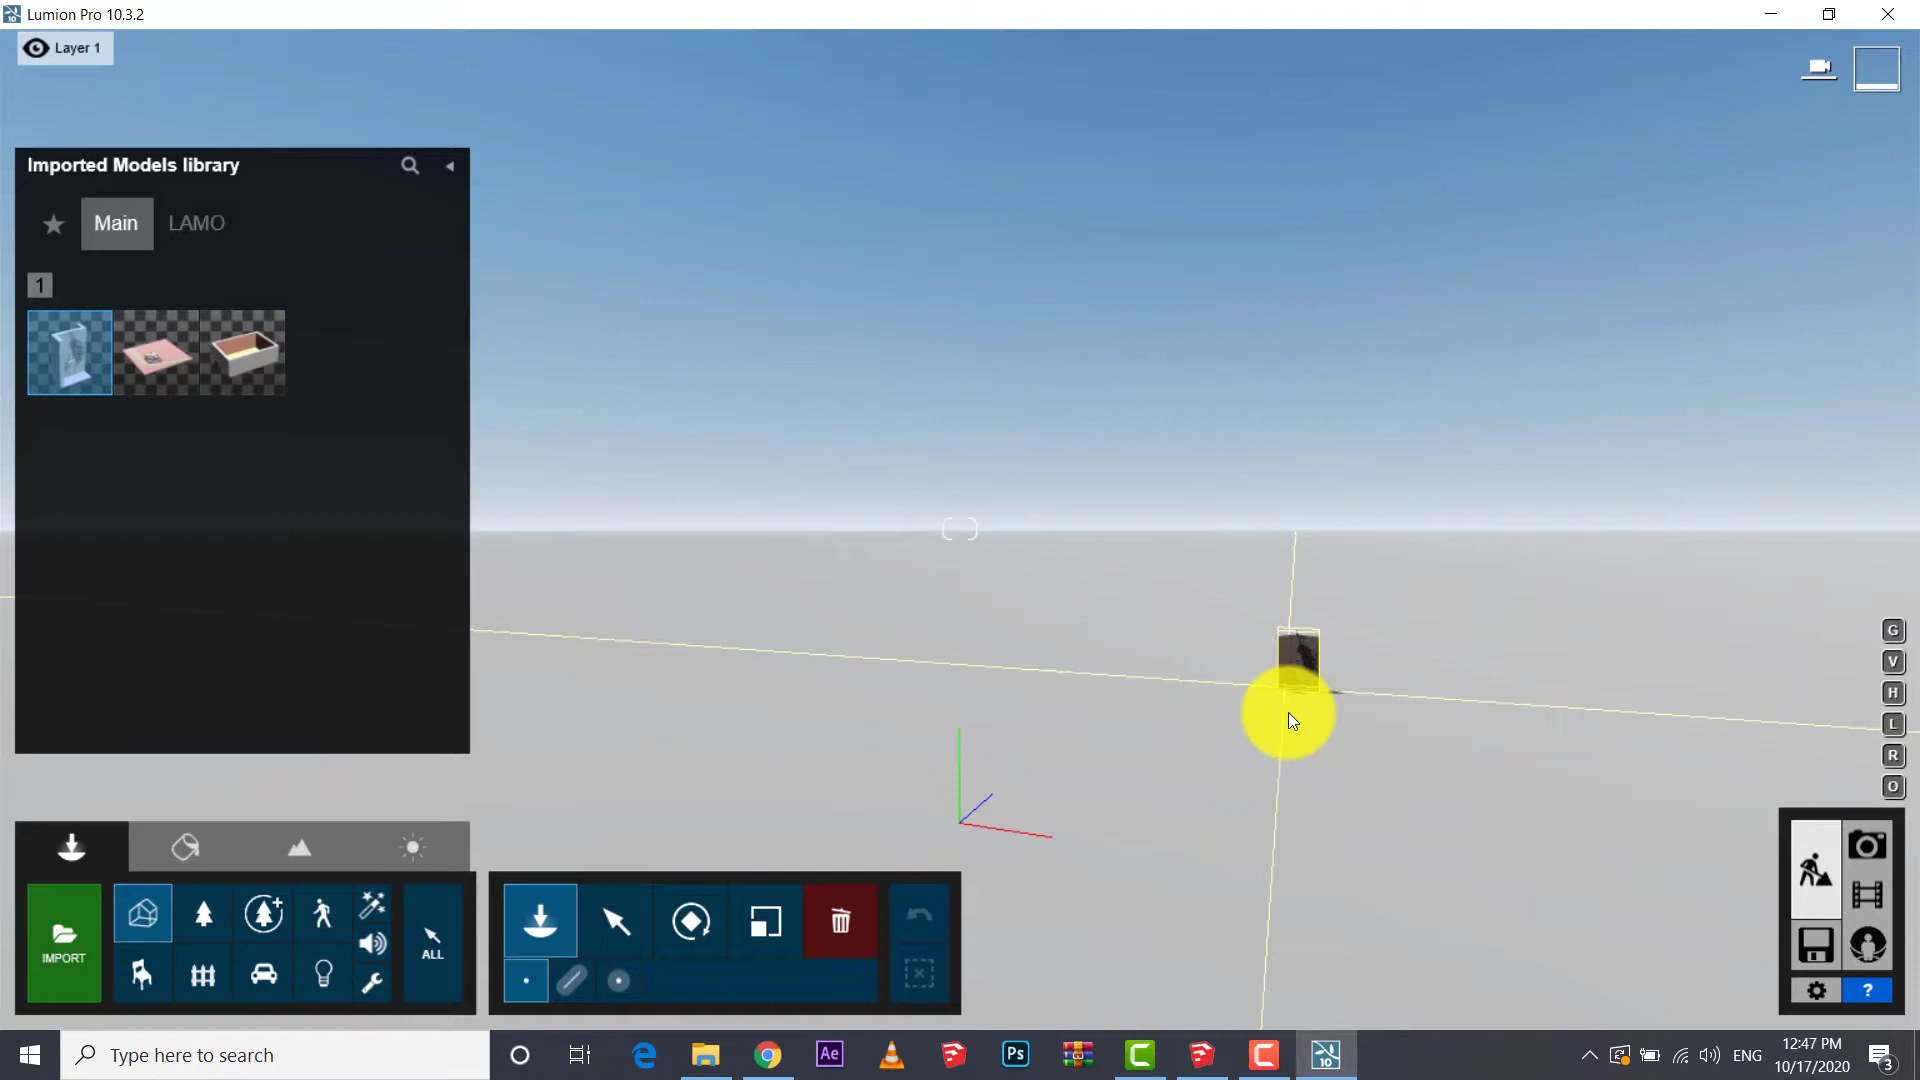 Lumion Pro 10.3.2
Layer 1
Imported Models library
Main LAMO
1
G
V
H
L
R
O
IMPORT
ALL
?
Type here to search
Ae
Ps
10
ENG
12:47 PM
10/17/2020
3